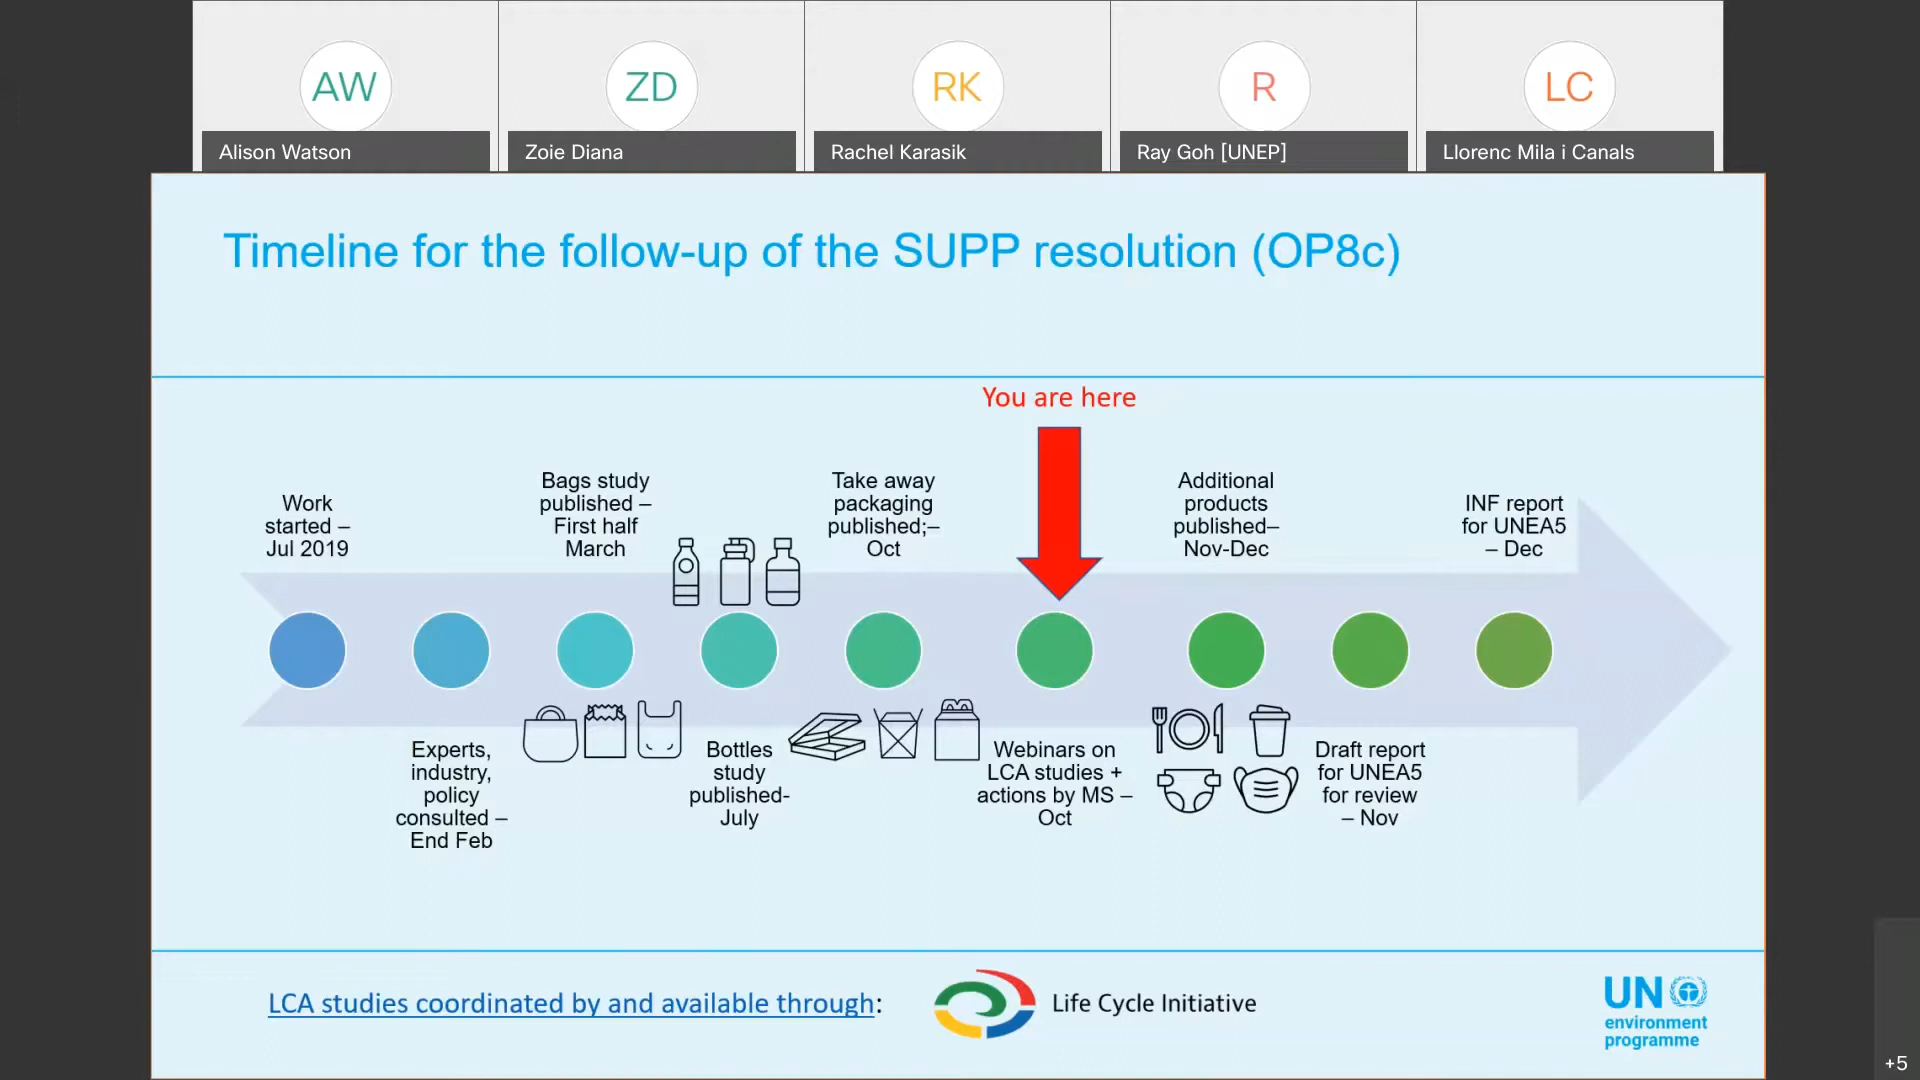 AW
ZD
RK
R
LC
Alison Watson
Zoie Diana
Rachel Karasik
Ray Goh [UNEP]
Llorenc Mila i Canals
Timeline for the follow-up of the SUPP resolution (OP8c)
You are here
Work
started –
Jul 2019
Experts,
industry,
policy
consulted –
End Feb
Bags study
published –
First half
March
Bottles
study
published-
July
Take away
packaging
published;–
Oct
Webinars on
LCA studies +
actions by MS –
Oct
Additional
products
published–
Nov-Dec
Draft report
for UNEA5
for review
– Nov
INF report
for UNEA5
– Dec
LCA studies coordinated by and available through:
Life Cycle Initiative
UN
environment
programme
+5